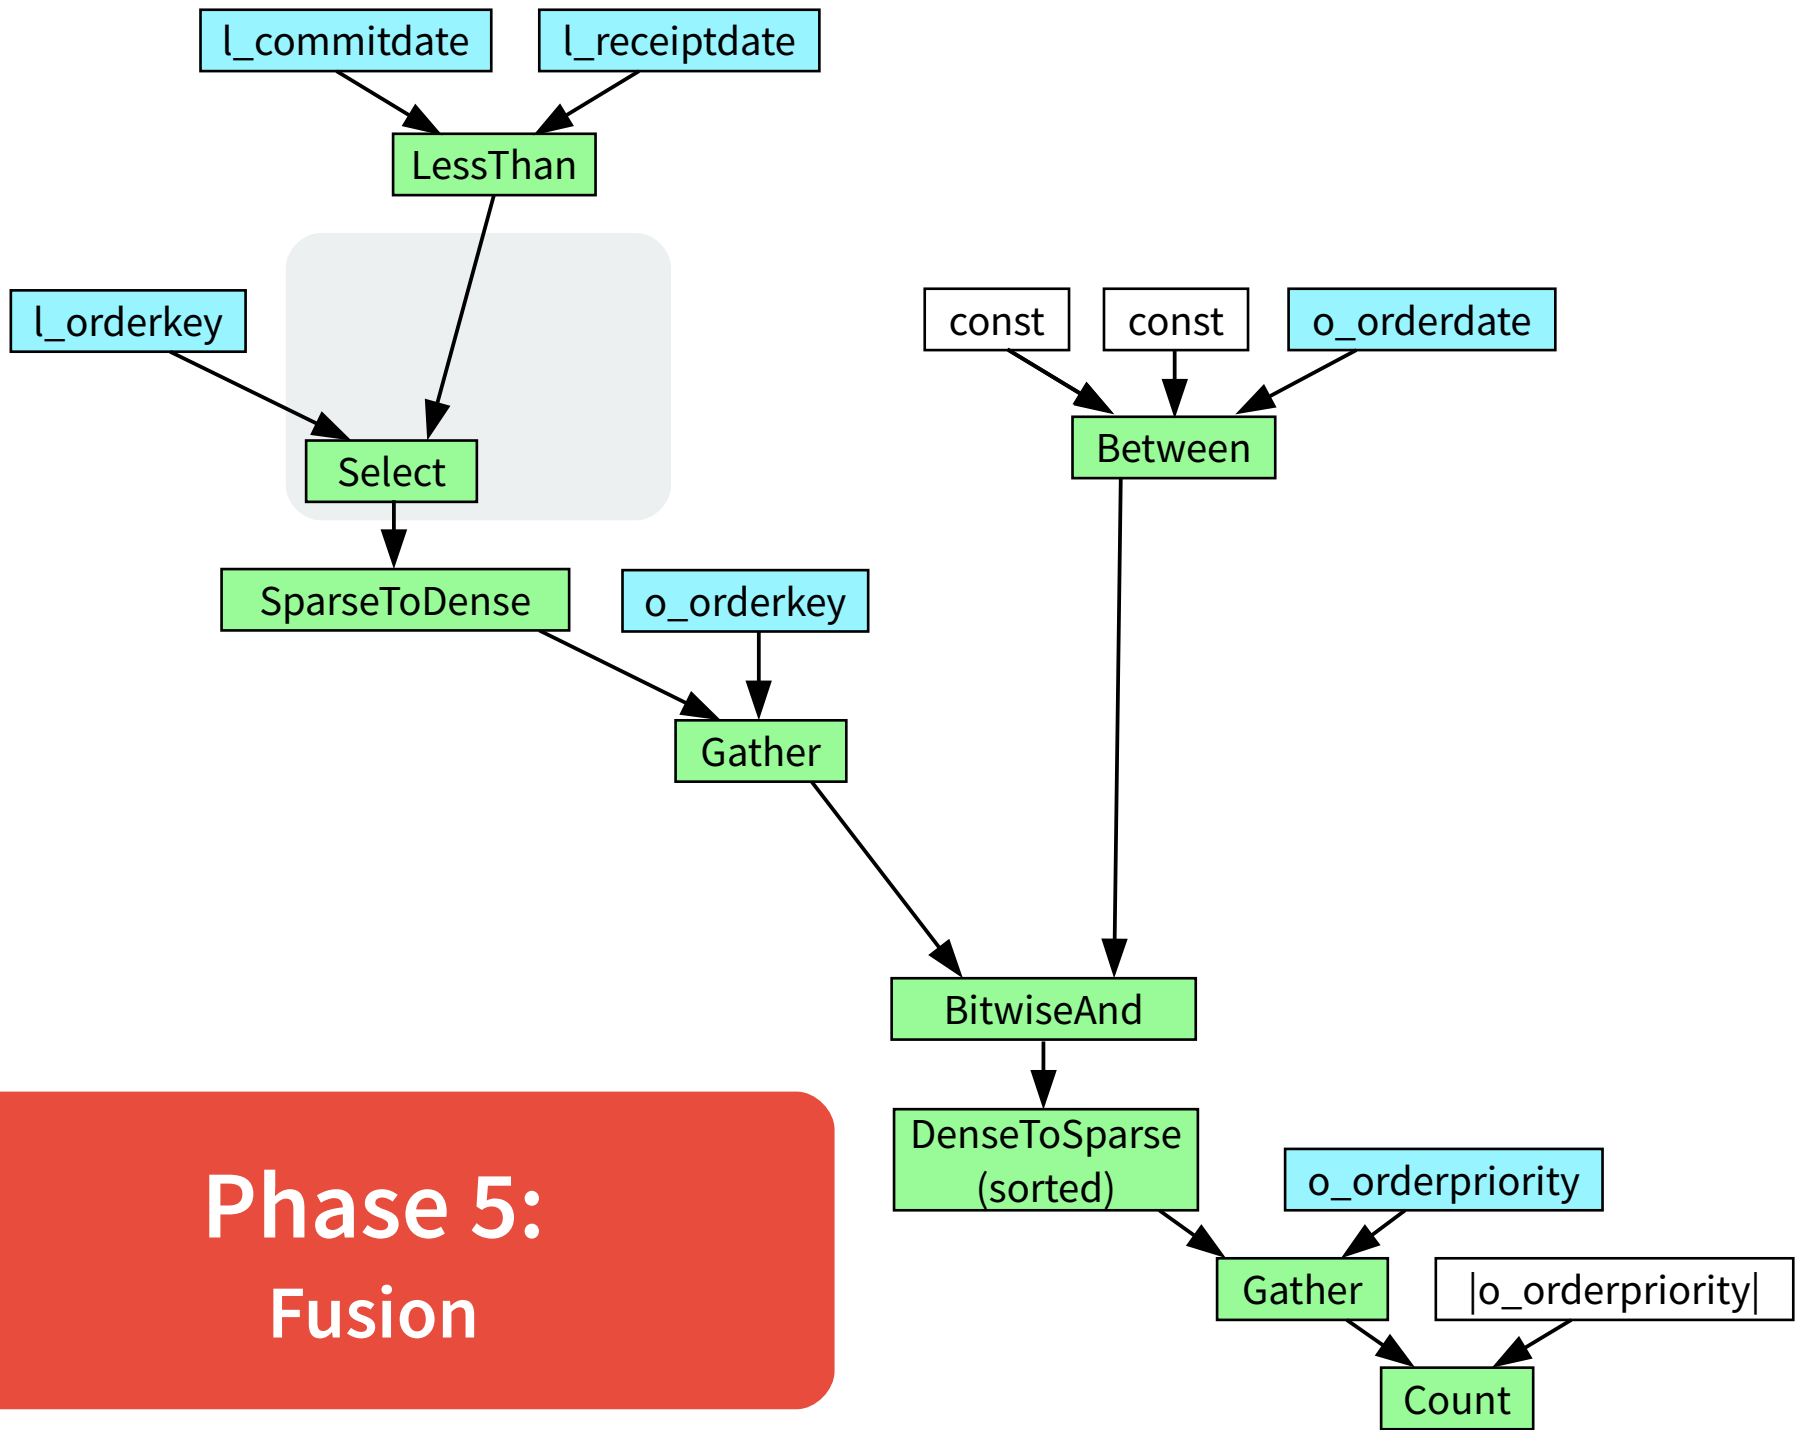 l_commitdate
l_receiptdate
LessThan
l_orderkey
const
const
o_orderdate
Between
Select
SparseToDense
o_orderkey
Gather
BitwiseAnd
DenseToSparse
(sorted)
o_orderpriority
Gather
|o_orderpriority|
Count
Phase 5:
Fusion